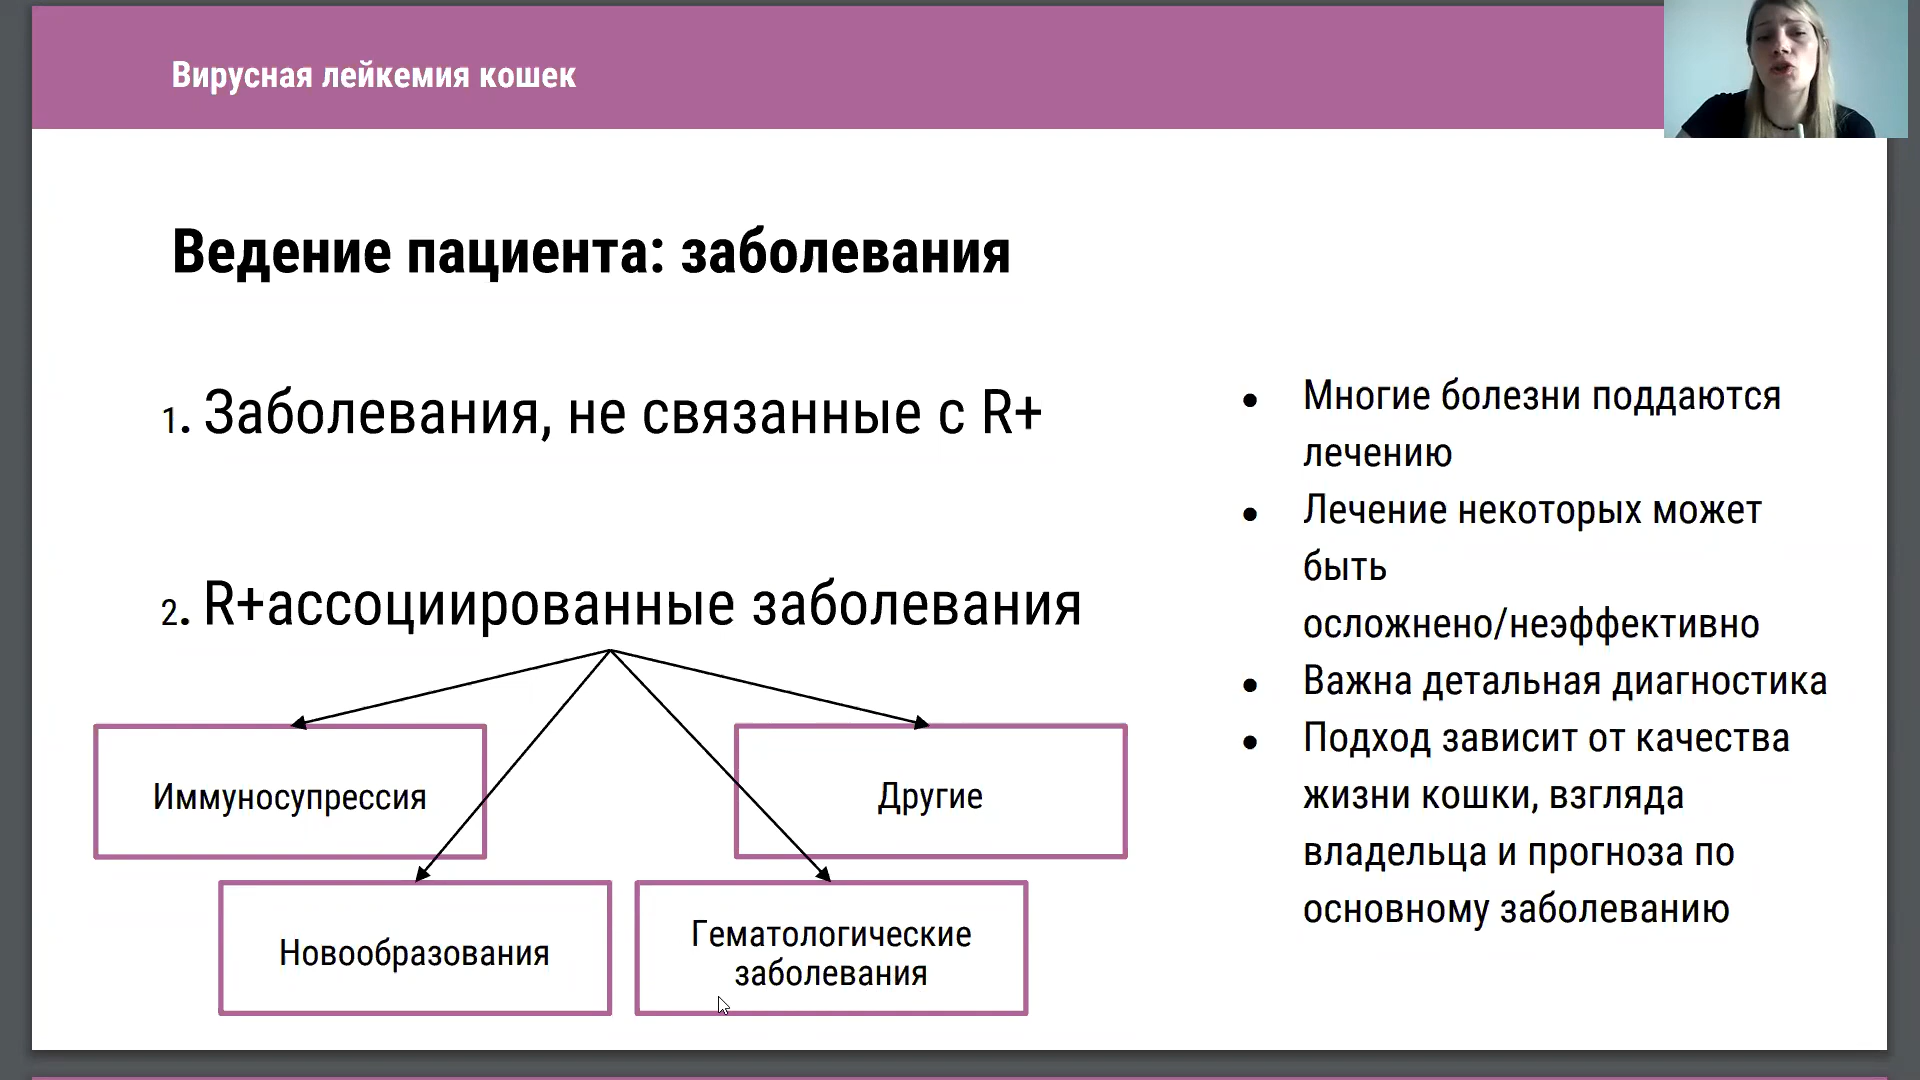 Вирусная лейкемия кошек
Ведение пациента: заболевания
1. Заболевания, не связанные с R+
2. R+ассоциированные заболевания
Иммуносупрессия
Другие
Новообразования
Гематологические
заболевания
• Многие болезни поддаются
лечению
• Лечение некоторых может
быть
осложнено/неэффективно
• Важна детальная диагностика
• Подход зависит от качества
жизни кошки, взгляда
владельца и прогноза по
основному заболеванию